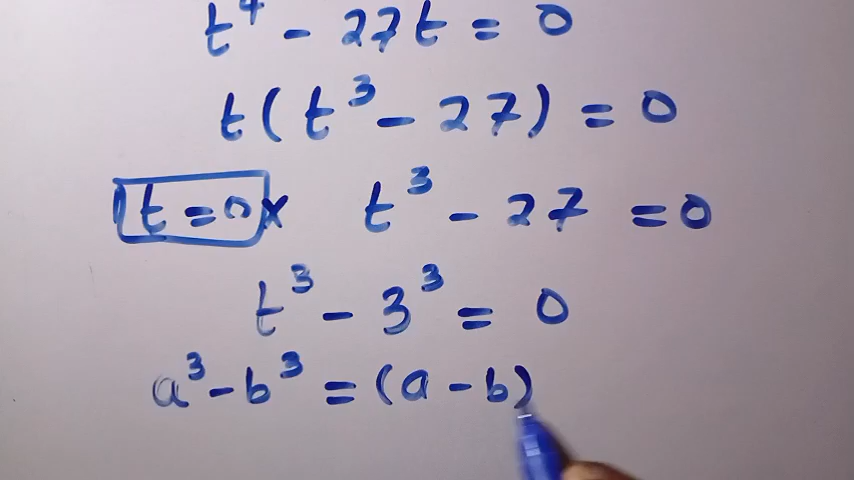 t⁴ - 27t = 0
t(t³ - 27) = 0
t = 0 × t³ - 27 = 0
t³ - 3³ = 0
a³ - b³ = (a - b)